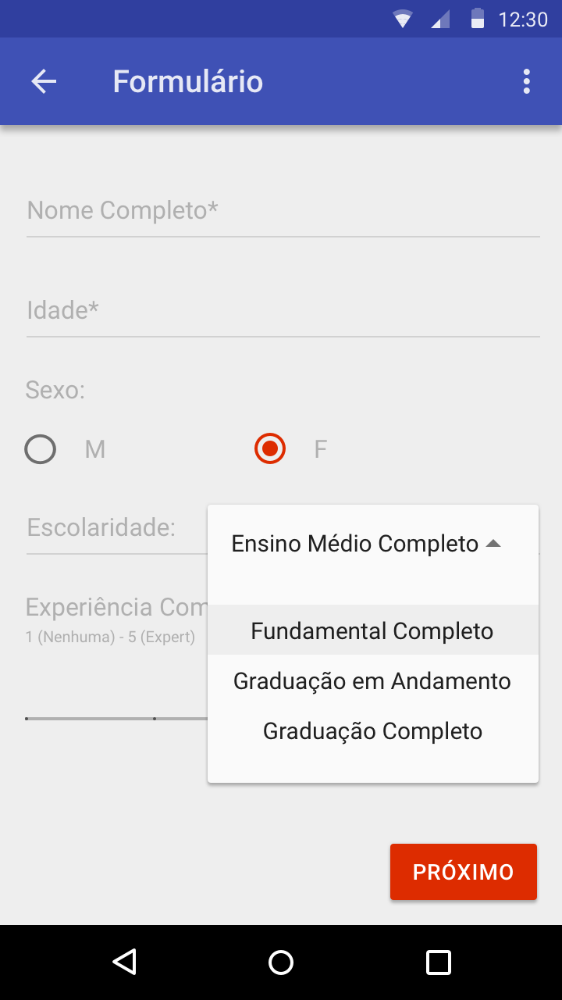 12:30
Formulário
Nome Completo*
Idade*
Sexo:
M
F
Escolaridade:
Ensino Médio Completo
Experiência Com
1 (Nenhuma) - 5 (Expert)
Fundamental Completo
Graduação em Andamento
Graduação Completo
PRÓXIMO